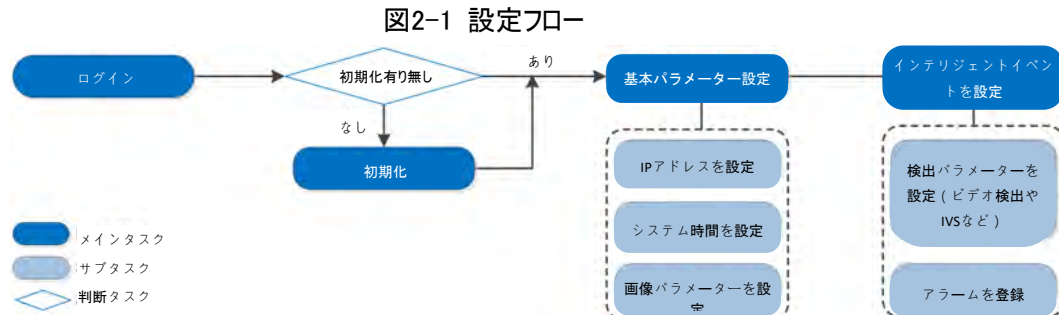 図2-1 設定フロー
ログイン
初期化有り無し
あり
なし
初期化
基本パラメーター設定
IPアドレスを設定
システム時間を設定
画像パラメーターを設
定
インテリジェントイベン
トを設定
検出パラメーターを
設定(ビデオ検出や
IVSなど)
アラームを登録
メインタスク
サブタスク
判断タスク